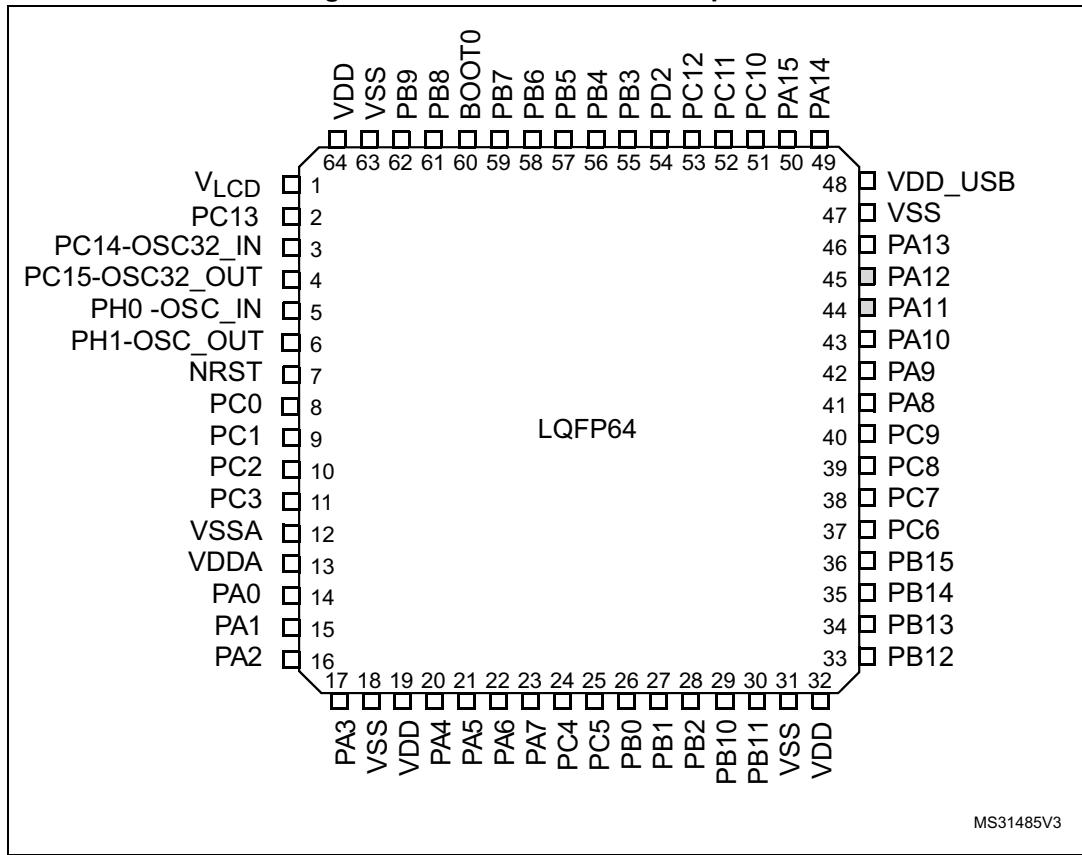 VDD VSS PB9 PB8 BOOT0 PB7 PB6 PB5 PB4 PB3 PD2 PC12 PC11 PC10 PA15 PA14
64 63 62 61 60 59 58 57 56 55 54 53 52 51 50 49
VLCD 1 48 VDD_USB
PC13 2 47 VSS
PC14-OSC32_IN 3 46 PA13
PC15-OSC32_OUT 4 45 PA12
PH0 -OSC_IN 5 44 PA11
PH1-OSC_OUT 6 43 PA10
NRST 7 42 PA9
PC0 8 41 PA8
PC1 9 LQFP64 40 PC9
PC2 10 39 PC8
PC3 11 38 PC7
VSSA 12 37 PC6
VDDA 13 36 PB15
PA0 14 35 PB14
PA1 15 34 PB13
PA2 16 33 PB12
17 18 19 20 21 22 23 24 25 26 27 28 29 30 31 32
PA3 VSS VDD PA4 PA5 PA6 PA7 PC4 PC5 PB0 PB1 PB2 PB10 PB11 VSS VDD
MS31485V3